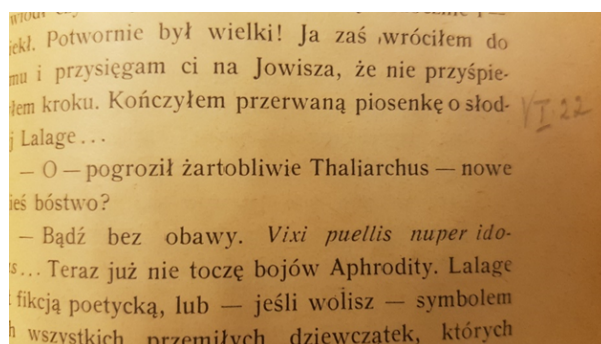 iekł. Potwornie był wielki! Ja zaś wróciłem do
mu i przysięgam ci na Jowisza, że nie przyśpie-
łem kroku. Kończyłem przerwaną piosenkę o słod-
j Lalage...
I.22
— O — pogroził żartobliwie Thaliarchus — nowe
ieś bóstwo?
— Bądź bez obawy. Vixi puellis nuper ido-
s... Teraz już nie toczę bojów Aphrodity. Lalage
fikcją poetycką, lub — jeśli wolisz — symbolem
h wszystkich przemiłych dziewczątek, których